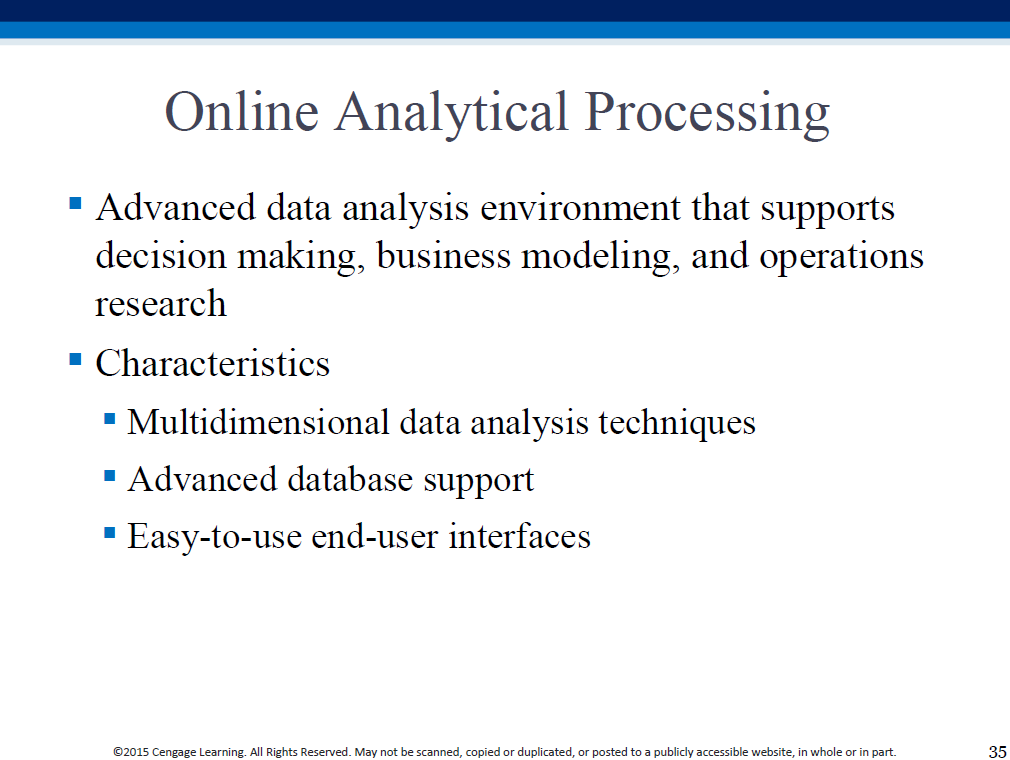 Online Analytical Processing
▪ Advanced data analysis environment that supports
decision making, business modeling, and operations
research
▪ Characteristics
▪ Multidimensional data analysis techniques
▪ Advanced database support
▪ Easy-to-use end-user interfaces
©2015 Cengage Learning. All Rights Reserved. May not be scanned, copied or duplicated, or posted to a publicly accessible website, in whole or in part.
35